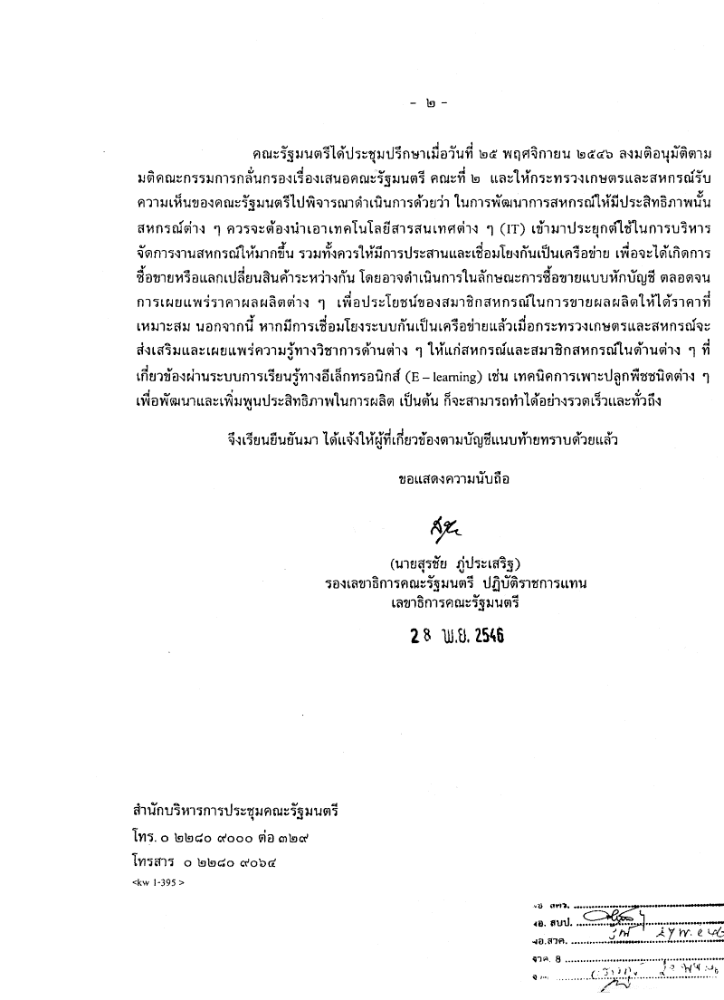 - ๒ -
คณะรัฐมนตรีได้ประชุมปรึกษาเมื่อวันที่ ๒๕ พฤศจิกายน ๒๕๔๖ ลงมติอนุมัติตาม
มติคณะกรรมการกลั่นกรองเรื่องเสนอคณะรัฐมนตรี คณะที่ ๒ และให้กระทรวงเกษตรและสหกรณ์รับ
ความเห็นของคณะรัฐมนตรีไปพิจารณาดำเนินการด้วยว่า ในการพัฒนาการสหกรณ์ให้มีประสิทธิภาพนั้น
สหกรณ์ต่าง ๆ ควรจะต้องนำเอาเทคโนโลยีสารสนเทศต่าง ๆ (IT) เข้ามาประยุกต์ใช้ในการบริหาร
จัดการงานสหกรณ์ให้มากขึ้น รวมทั้งควรให้มีการประสานและเชื่อมโยงกันเป็นเครือข่าย เพื่อจะได้เกิดการ
ซื้อขายหรือแลกเปลี่ยนสินค้าระหว่างกัน โดยอาจดำเนินการในลักษณะการซื้อขายแบบหักบัญชี ตลอดจน
การเผยแพร่ราคาผลผลิตต่าง ๆ เพื่อประโยชน์ของสมาชิกสหกรณ์ในการขายผลผลิตให้ได้ราคาที่
เหมาะสม นอกจากนี้ หากมีการเชื่อมโยงระบบกันเป็นเครือข่ายแล้วเมื่อกระทรวงเกษตรและสหกรณ์จะ
ส่งเสริมและเผยแพร่ความรู้ทางวิชาการด้านต่าง ๆ ให้แก่สหกรณ์และสมาชิกสหกรณ์ในด้านต่าง ๆ ที่
เกี่ยวข้องผ่านระบบการเรียนรู้ทางอีเล็กทรอนิกส์ (E – learning) เช่น เทคนิคการเพาะปลูกพืชชนิดต่าง ๆ
เพื่อพัฒนาและเพิ่มพูนประสิทธิภาพในการผลิต เป็นต้น ก็จะสามารถทำได้อย่างรวดเร็วและทั่วถึง
จึงเรียนยืนยันมา ได้แจ้งให้ผู้ที่เกี่ยวข้องตามบัญชีแนบท้ายทราบด้วยแล้ว
ขอแสดงความนับถือ
(นายสุรชัย ภู่ประเสริฐ)
รองเลขาธิการคณะรัฐมนตรี ปฏิบัติราชการแทน
เลขาธิการคณะรัฐมนตรี
28 พ.ย. 2546
สำนักบริหารการประชุมคณะรัฐมนตรี
โทร. ๐ ๒๒๘๐ ๙๐๐๐ ต่อ ๓๒๙
โทรสาร ๐ ๒๒๘๐ ๙๐๖๔
<kw 1-395 >
สบป.
สวค.
8